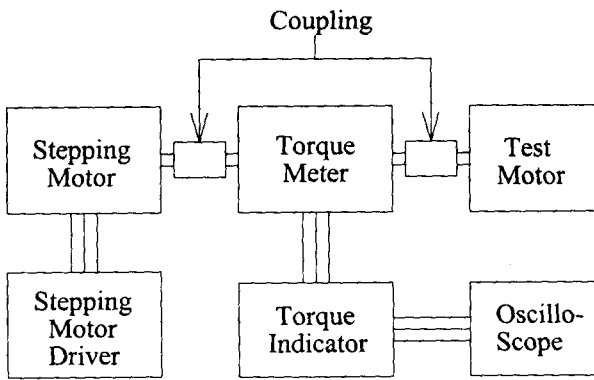 Coupling
Stepping
Motor
Torque
Meter
Test
Motor
Stepping
Motor
Driver
Torque
Indicator
Oscillo-
Scope